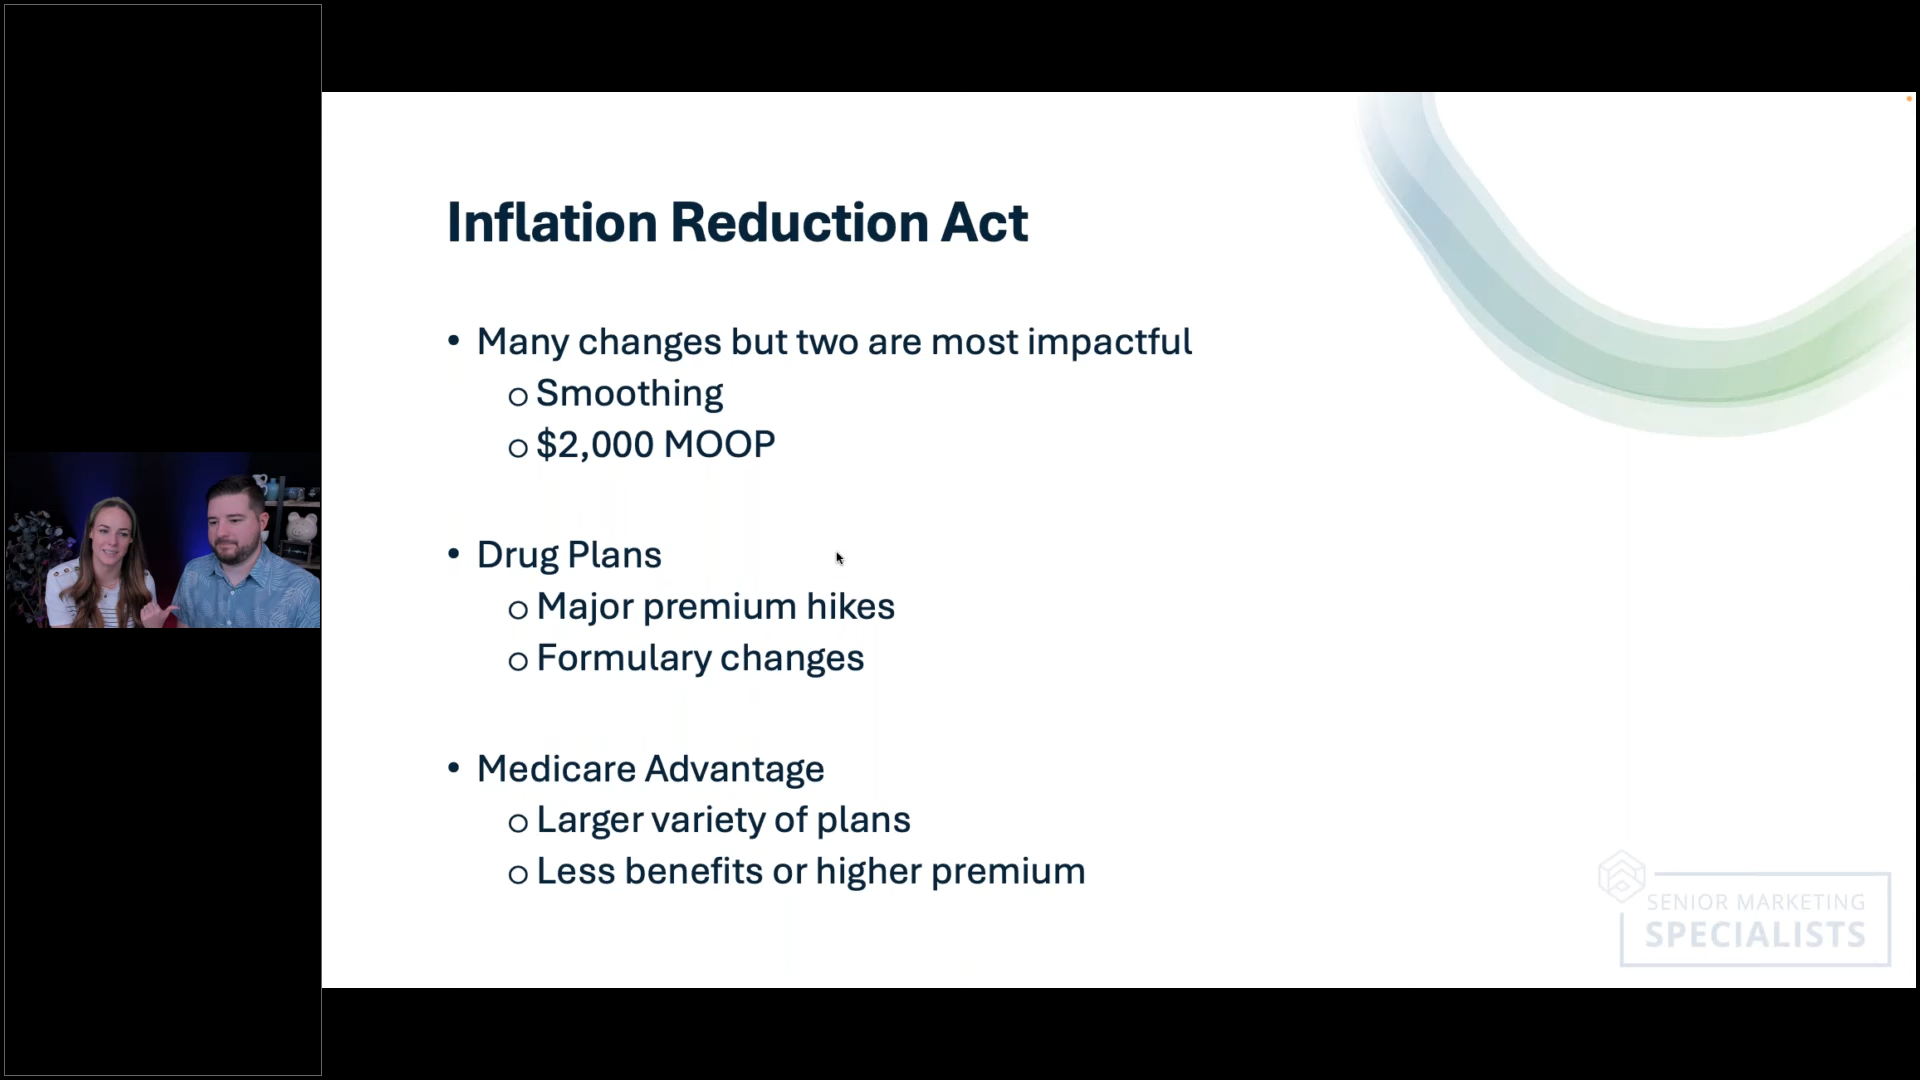 Inflation Reduction Act
• Many changes but two are most impactful
o Smoothing
o $2,000 MOOP
• Drug Plans
o Major premium hikes
o Formulary changes
• Medicare Advantage
o Larger variety of plans
o Less benefits or higher premium
SENIOR MARKETING
SPECIALISTS